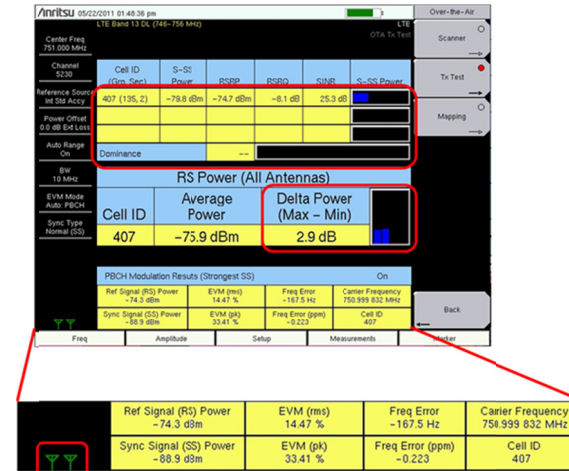 Anritsu 05/22/2011 01:48:36 pm
Over-the-Air
LTE Band 13 DL (746-756 MHz)
LTE
OTA Tx Test
Center Freq
751.000 MHz
Channel
5230
Reference Source
Int Std Accy
Power Offset
0.0 dB Ext Loss
Auto Range
On
BW
10 MHz
EVM Mode
Auto: PBCH
Sync Type
Normal (SS)
Cell ID
(Grp, Sec)
S-SS
Power
RSRP
RSRQ
SINR
S-SS Power
407 (135, 2)
-79.8 dBm
-74.7 dBm
-8.1 dB
25.3 dB
Dominance
--
RS Power (All Antennas)
Cell ID
Average
Power
Delta Power
(Max - Min)
407
-75.9 dBm
2.9 dB
PBCH Modulation Resuts (Strongest SS)
On
Ref Signal (RS) Power
-74.3 dBm
EVM (rms)
14.47 %
Freq Error
-167.5 Hz
Carrier Frequency
750.999 832 MHz
Sync Signal (SS) Power
-88.9 dBm
EVM (pk)
33.41 %
Freq Error (ppm)
-0.223
Cell ID
407
Scanner
Tx Test
Mapping
Back
Freq
Amplitude
Setup
Measurements
Marker
Ref Signal (RS) Power
-74.3 dBm
EVM (rms)
14.47 %
Freq Error
-167.5 Hz
Carrier Frequency
750.999 832 MHz
Sync Signal (SS) Power
-88.9 dBm
EVM (pk)
33.41 %
Freq Error (ppm)
-0.223
Cell ID
407